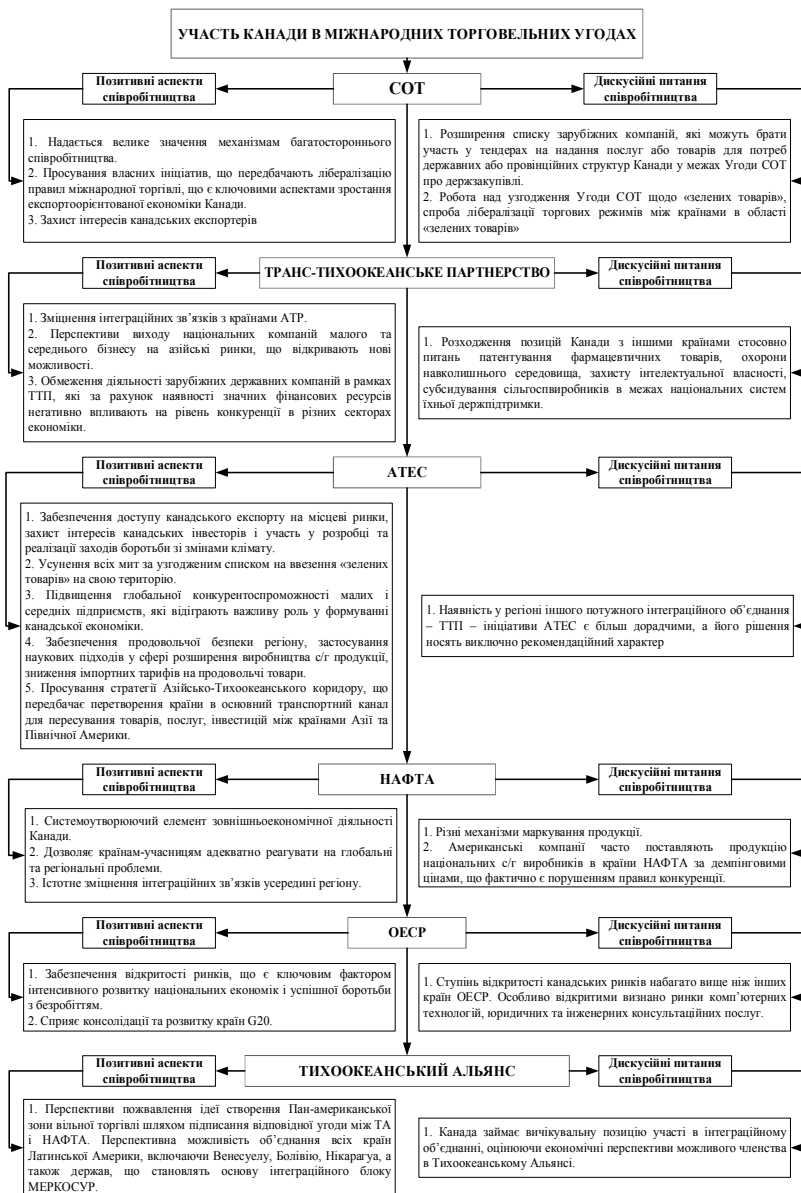 УЧАСТЬ КАНАДИ В МІЖНАРОДНИХ ТОРГОВЕЛЬНИХ УГОДАХ
Позитивні аспекти
співробітництва
СОТ
Дискусійні питання
співробітництва
1. Надається велике значення механізмам багатостороннього
співробітництва.
2. Просування власних ініціатив, що передбачають лібералізацію
правил міжнародної торгівлі, що є ключовими аспектами зростання
експортоорієнтованої економіки Канади.
3. Захист інтересів канадських експортерів
1. Розширення списку зарубіжних компаній, які можуть брати
участь у тендерах на надання послуг або товарів для потреб
державних або провінційних структур Канади у межах Угоди СОТ
про держзакупівлі.
2. Робота над узгодження Угоди СОТ щодо «зелених товарів»,
спроба лібералізації торгових режимів між країнами в області
«зелених товарів»
Позитивні аспекти
співробітництва
ТРАНС-ТИХООКЕАНСЬКЕ ПАРТНЕРСТВО
Дискусійні питання
співробітництва
1. Зміцнення інтеграційних зв’язків з країнами АТР.
2. Перспективи виходу національних компаній малого та
середнього бізнесу на азійські ринки, що відкривають нові
можливості.
3. Обмеження діяльності зарубіжних державних компаній в рамках
ТТП, які за рахунок наявності значних фінансових ресурсів
негативно впливають на рівень конкуренції в різних секторах
економіки.
1. Розходження позицій Канади з іншими країнами стосовно
питань патентування фармацевтичних товарів, охорони
навколишнього середовища, захисту інтелектуальної власності,
субсидування сільгоспвиробників в межах національних систем
їхньої держпідтримки.
Позитивні аспекти
співробітництва
АТЕС
Дискусійні питання
співробітництва
1. Забезпечення доступу канадського експорту на місцеві ринки,
захист інтересів канадських інвесторів і участь у розробці та
реалізації заходів боротьби зі змінами клімату.
2. Усунення всіх мит за узгодженим списком на ввезення «зелених
товарів» на свою територію.
3. Підвищення глобальної конкурентоспроможності малих і
середніх підприємств, які відіграють важливу роль у формуванні
канадської економіки.
4. Забезпечення продовольчої безпеки регіону, застосування
наукових підходів у сфері розширення виробництва с/г продукції,
зниження імпортних тарифів на продовольчі товари.
5. Просування стратегії Азійсько-Тихоокеанського коридору, що
передбачає перетворення країни в основний транспортний канал
для пересування товарів, послуг, інвестицій між країнами Азії та
Північної Америки.
1. Наявність у регіоні іншого потужного інтеграційного об’єднання
– ТТП – ініціативи АТЕС є більш дорадчими, а його рішення
носять виключно рекомендаційний характер
Позитивні аспекти
співробітництва
НАФТА
Дискусійні питання
співробітництва
1. Системоутворюючий елемент зовнішньоекономічної діяльності
Канади.
2. Дозволяє країнам-учасницям адекватно реагувати на глобальні
та регіональні проблеми.
3. Істотне зміцнення інтеграційних зв’язків усередині регіону.
1. Різні механізми маркування продукції.
2. Американські компанії часто поставляють продукцію
національних с/г виробників в країни НАФТА за демпінговими
цінами, що фактично є порушенням правил конкуренції.
Позитивні аспекти
співробітництва
ОЕСР
Дискусійні питання
співробітництва
1. Забезпечення відкритості ринків, що є ключовим фактором
інтенсивного розвитку національних економік і успішної боротьби
з безробіттям.
2. Сприяє консолідації та розвитку країн G20.
1. Ступінь відкритості канадських ринків набагато вище ніж інших
країн ОЕСР. Особливо відкритими визнано ринки комп’ютерних
технологій, юридичних та інженерних консультаційних послуг.
Позитивні аспекти
співробітництва
ТИХООКЕАНСЬКИЙ АЛЬЯНС
Дискусійні питання
співробітництва
1. Перспективи пожвавлення ідеї створення Пан-американської
зони вільної торгівлі шляхом підписання відповідної угоди між ТА
і НАФТА. Перспективна можливість об’єднання всіх країн
Латинської Америки, включаючи Венесуелу, Болівію, Нікарагуа, а
також держав, що становлять основу інтеграційного блоку
МЕРКОСУР.
1. Канада займає вичікувальну позицію участі в інтеграційному
об’єднанні, оцінюючи економічні перспективи можливого членства
в Тихоокеанському Альянсі.